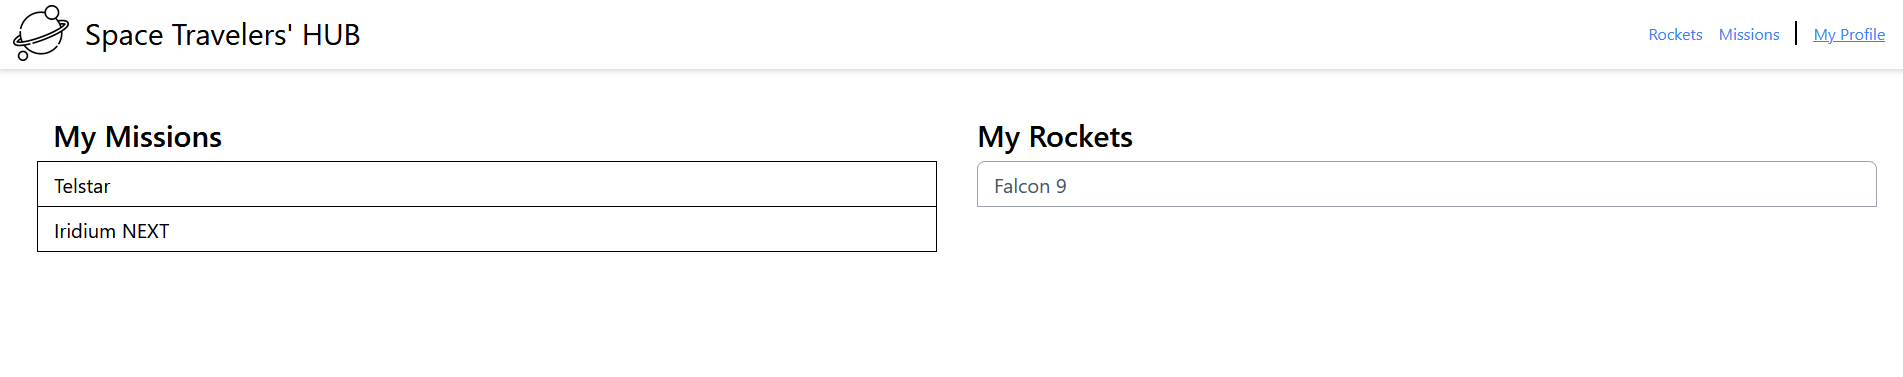 Space Travelers' HUB
Rockets Missions My Profile
My Missions
Telstar
Iridium NEXT
My Rockets
Falcon 9